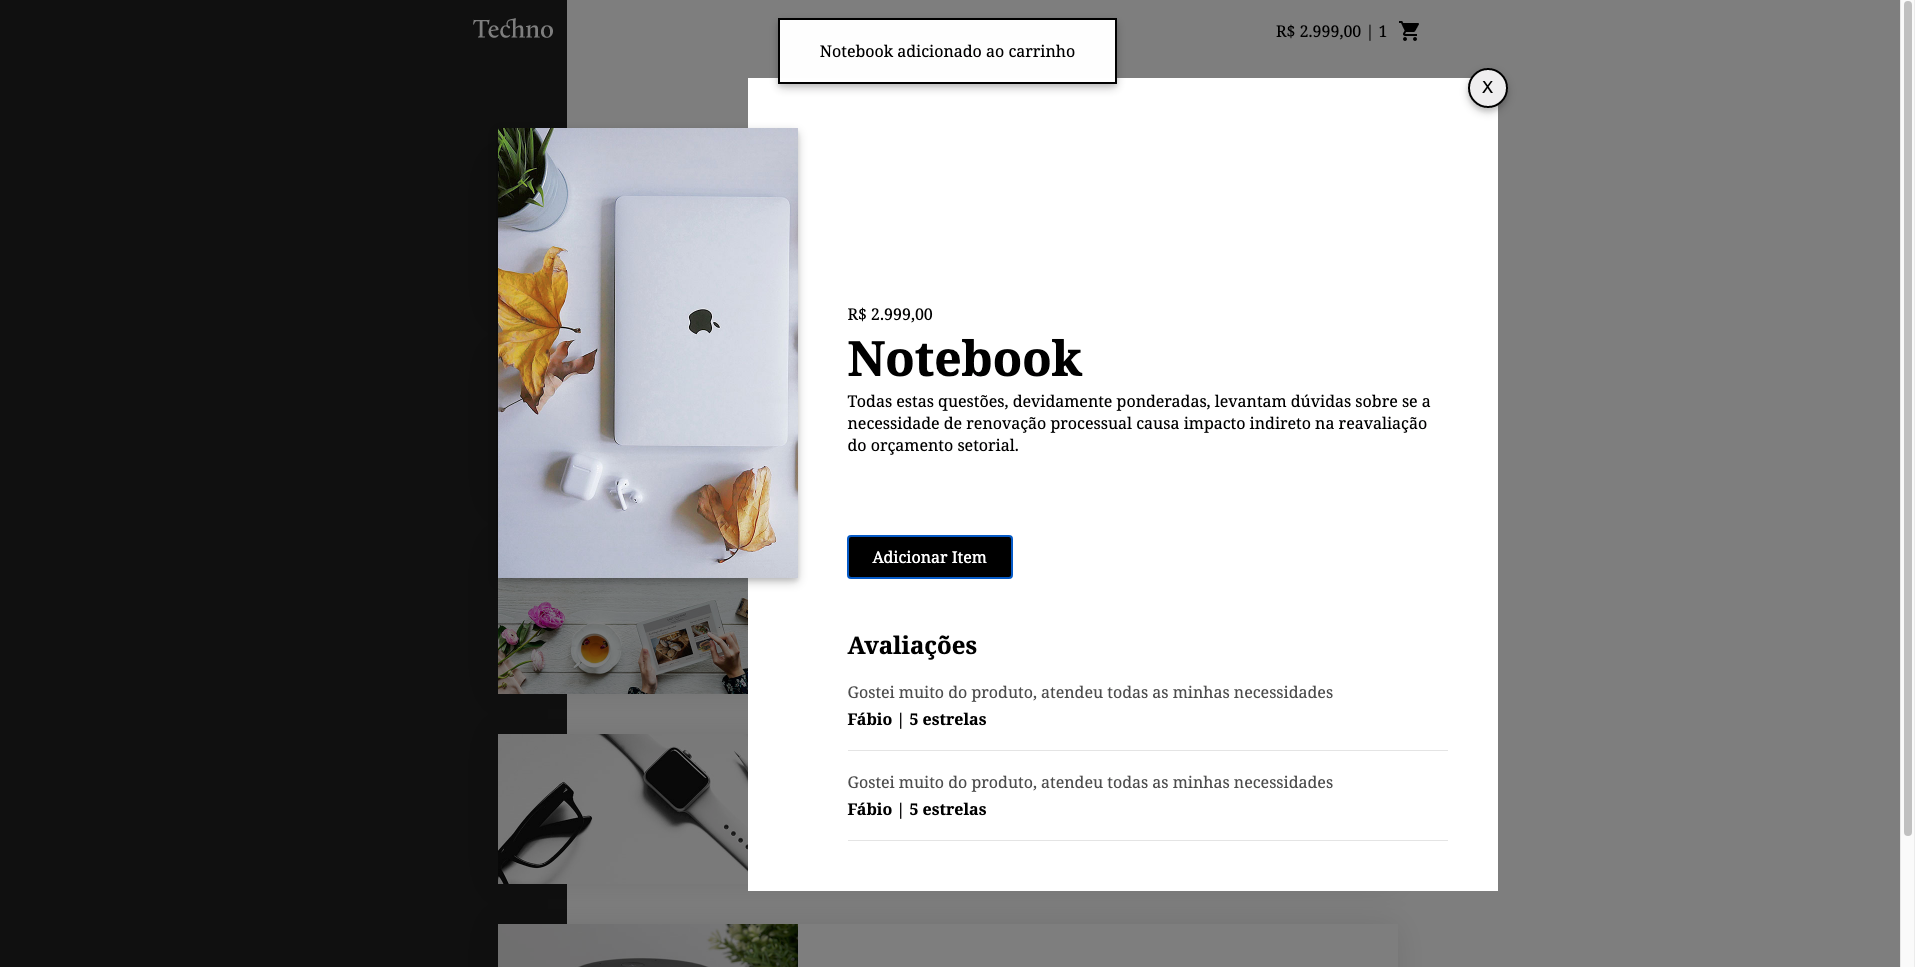 Techno
Notebook adicionado ao carrinho
R$ 2.999,00 | 1
X
R$ 2.999,00
Notebook
Todas estas questões, devidamente ponderadas, levantam dúvidas sobre se a
necessidade de renovação processual causa impacto indireto na reavaliação
do orçamento setorial.
Adicionar Item
Avaliações
Gostei muito do produto, atendeu todas as minhas necessidades
Fábio | 5 estrelas
Gostei muito do produto, atendeu todas as minhas necessidades
Fábio | 5 estrelas